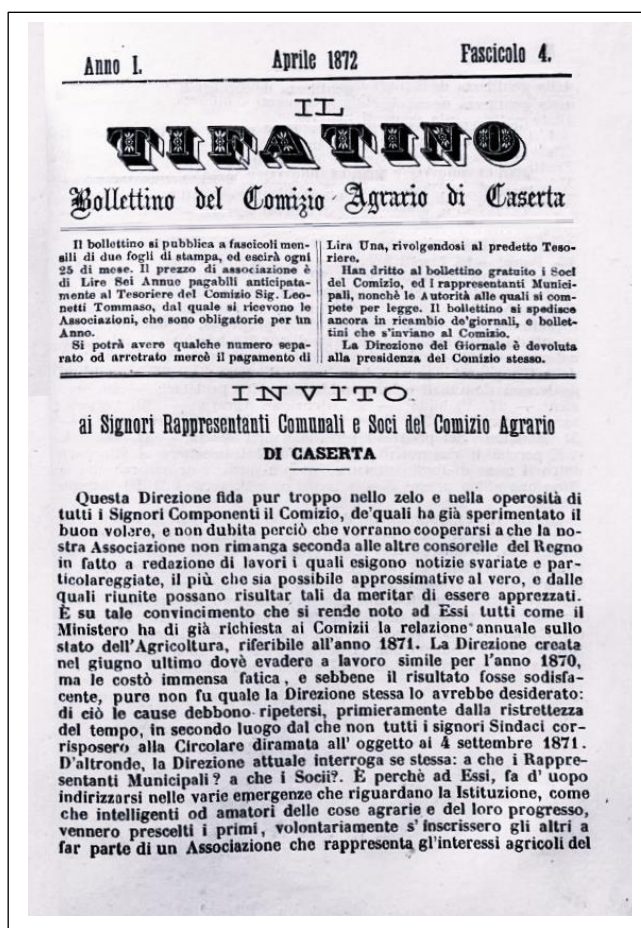 Anno I.
Aprile 1872
Fascicolo 4.
IL
TIFATINO
Bollettino del Comizio Agrario di Caserta
Il bollettino si pubblica a fascicoli men-
sili di due fogli di stampa, ed escirà ogni
25 di mese. Il prezzo di associazione è
di Lire Sei Annue pagabili anticipata-
mente al Tesoriere del Comizio Sig. Leo-
netti Tommaso, dal quale si ricevono le
Associazioni, che sono obligatorie per un
Anno.
Si potrà avere qualche numero sepa-
rato od arretrato mercè il pagamento di
Lira Una, rivolgendosi al predetto Teso-
riere.
Han dritto al bollettino gratuito i Soci
del Comizio, ed i rappresentanti Munici-
pali, nonchè le Autorità alle quali si com-
pete per legge. Il bollettino si spedisce
ancora in ricambio de'giornali, e bollet-
tini che s'inviano al Comizio.
La Direzione del Giornale è devoluta
alla presidenza del Comizio stesso.
INVITO
ai Signori Rappresentanti Comunali e Soci del Comizio Agrario
DI CASERTA
Questa Direzione fida pur troppo nello zelo e nella operosità di
tutti i Signori Componenti il Comizio, de'quali ha già sperimentato il
buon volere, e non dubita perciò che vorranno cooperarsi a che la no-
stra Associazione non rimanga seconda alle altre consorelle del Regno
in fatto a redazione di lavori i quali esigono notizie svariate e par-
ticolareggiate, il più che sia possibile approssimative al vero, e dalle
quali riunite possano risultar tali da meritar di essere apprezzati.
È su tale convincimento che si rende noto ad Essi tutti come il
Ministero ha di già richiesta ai Comizii la relazione annuale sullo
stato dell'Agricoltura, riferibile all'anno 1871. La Direzione creata
nel giugno ultimo dovè evadere a lavoro simile per l'anno 1870,
ma le costò immensa fatica, e sebbene il risultato fosse sodisfa-
cente, pure non fu quale la Direzione stessa lo avrebbe desiderato:
di ciò le cause debbono ripetersi, primieramente dalla ristrettezza
del tempo, in secondo luogo dal che non tutti i signori Sindaci cor-
risposero alla Circolare diramata all' oggetto ai 4 settembre 1871.
D'altronde, la Direzione attuale interroga se stessa: a che i Rappre-
sentanti Municipali? a che i Socii?. È perchè ad Essi, fa d' uopo
indirizzarsi nelle varie emergenze che riguardano la Istituzione, come
che intelligenti od amatori delle cose agrarie e del loro progresso,
vennero prescelti i primi, volontariamente s'inscrissero gli altri a
far parte di un Associazione che rappresenta gl'interessi agricoli del